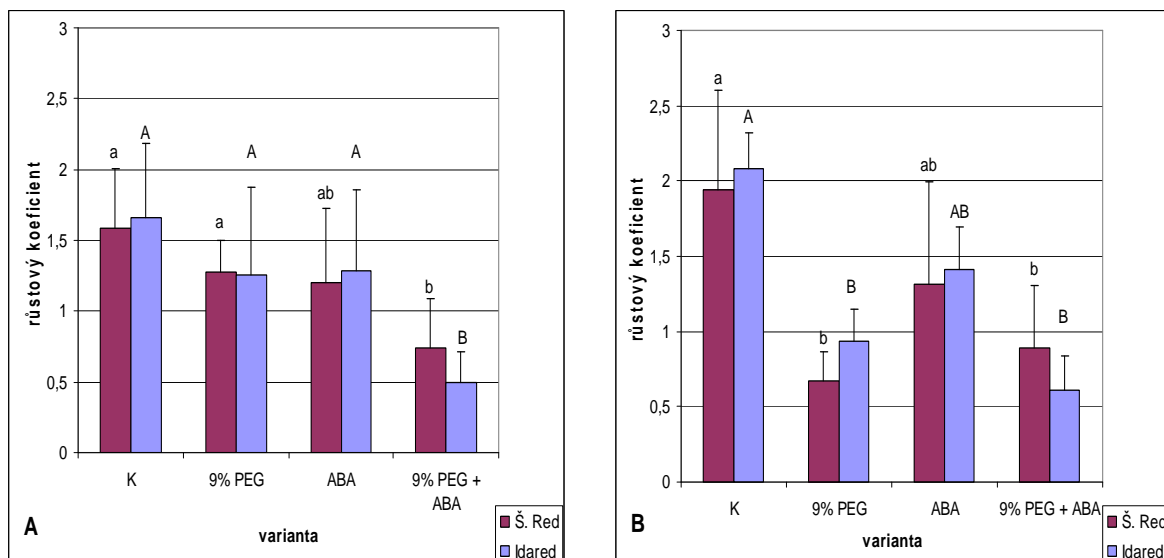 3
2,5
2
1,5
1
0,5
0
růstový koeficient
a
A
a
A
ab
A
b
B
K
9% PEG
ABA
9% PEG +
ABA
varianta
A
Š. Red
Idared
3
2,5
2
1,5
1
0,5
0
růstový koeficient
a
A
b
B
ab
AB
b
B
K
9% PEG
ABA
9% PEG + ABA
varianta
B
Š. Red
Idared